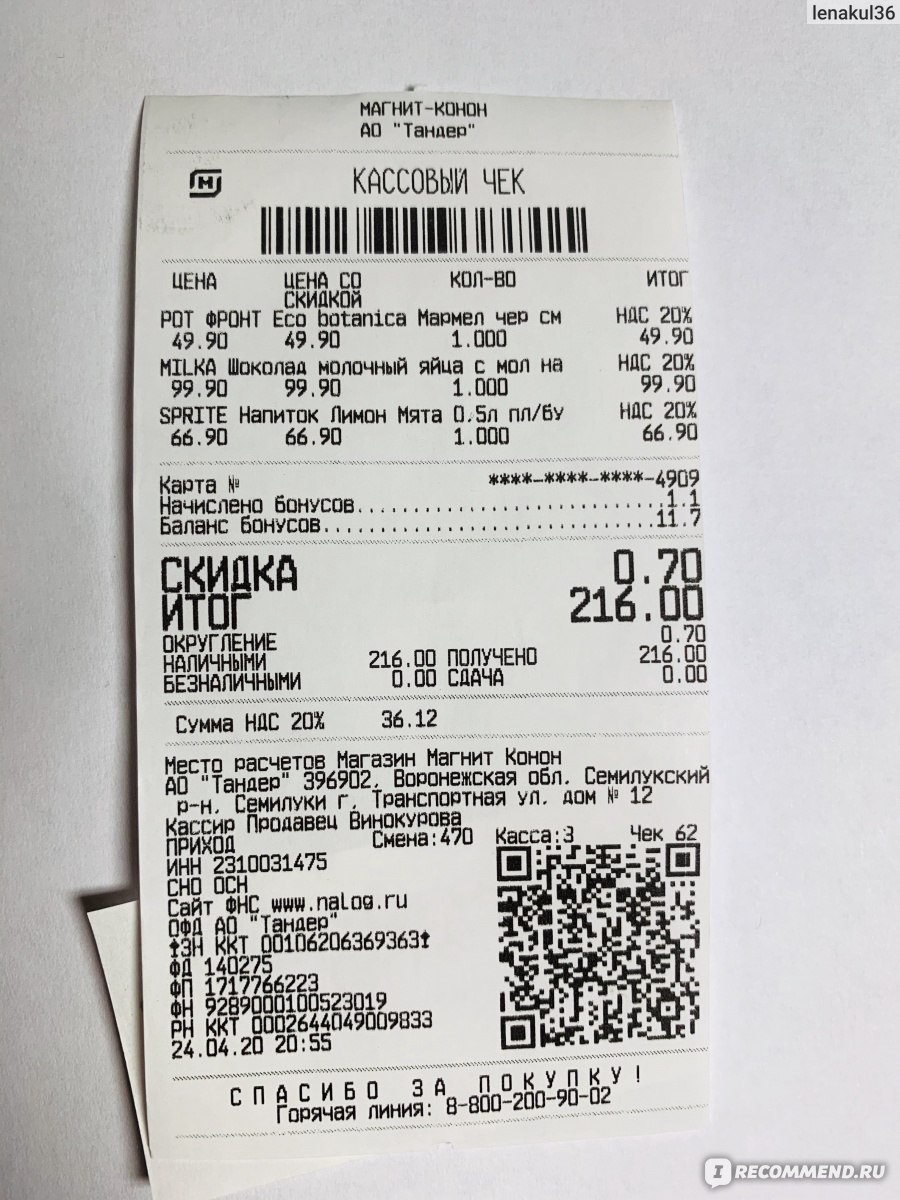 lenakul36
МАГНИТ-КОНОН
АО "Тандер"
КАССОВЫЙ ЧЕК
ЦЕНА ЦЕНА СО СКИДКОЙ КОЛ-ВО ИТОГ
РОТ ФРОНТ Eco botanica Мармел чер см НДС 20%
49.90 49.90 1.000 49.90
MILKA Шоколад молочный яйца с мол на НДС 20%
99.90 99.90 1.000 99.90
SPRITE Напиток Лимон Мята 0.5л пл/бу НДС 20%
66.90 66.90 1.000 66.90
Карта № ****-****-****-4909
Начислено бонусов...........................1.1
Баланс бонусов.............................11.7
СКИДКА 0.70
ИТОГ 216.00
ОКРУГЛЕНИЕ 0.70
НАЛИЧНЫМИ 216.00 ПОЛУЧЕНО 216.00
БЕЗНАЛИЧНЫМИ 0.00 СДАЧА 0.00
Сумма НДС 20% 36.12
Место расчетов Магазин Магнит Конон
АО "Тандер" 396902, Воронежская обл. Семилукский
р-н, Семилуки г, Транспортная ул. дом № 12
Кассир Продавец Винокурова
ПРИХОД Смена:470 Касса:3 Чек 62
ИНН 2310031475
СНО ОСН
Сайт ФНС www.nalog.ru
ОФД АО "Тандер"
↑ЗН ККТ 00106206369363↑
ФД 140275
ФП 1717766223
ФН 9289000100523019
РН ККТ 0002644049009833
24.04.20 20:55
СПАСИБО ЗА ПОКУПКУ!
Горячая линия: 8-800-200-90-02
IRECOMMEND.RU